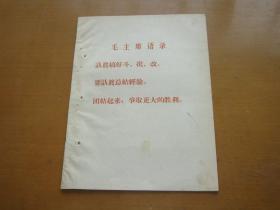 毛主席语录
认真搞好斗、批、改。
要认真总结经验。
团结起来，争取更大的胜利。